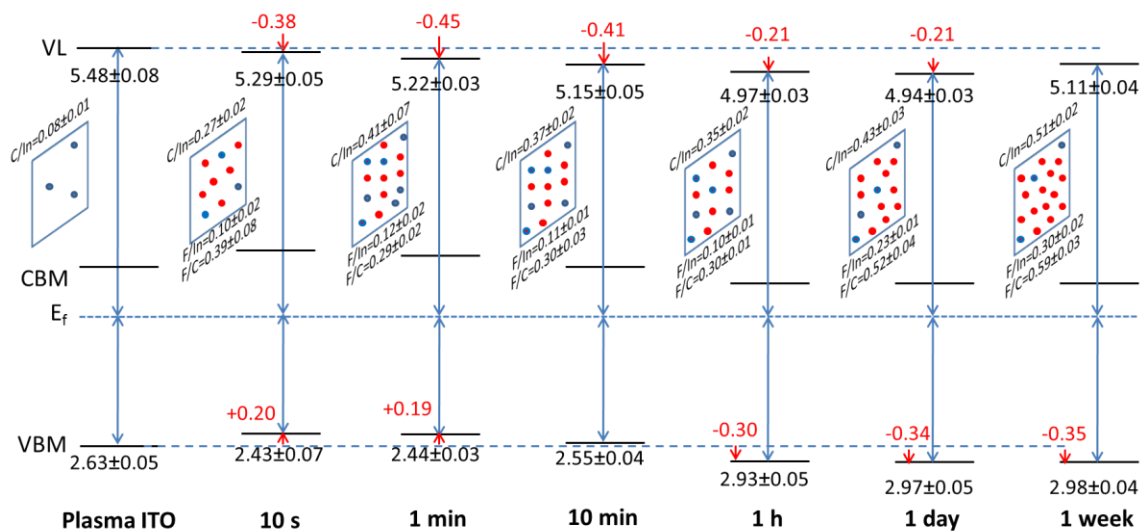 -0.38
-0.45
-0.41
-0.21
-0.21
VL
5.48±0.08
5.29±0.05
5.22±0.03
5.15±0.05
4.97±0.03
4.94±0.03
5.11±0.04
C/In=0.08±0.01
C/In=0.27±0.02
C/In=0.41±0.07
C/In=0.37±0.02
C/In=0.35±0.02
C/In=0.43±0.03
C/In=0.51±0.02
F/In=0.10±0.02
F/C=0.39±0.08
F/In=0.12±0.02
F/C=0.29±0.02
F/In=0.11±0.01
F/C=0.30±0.03
F/In=0.10±0.01
F/C=0.30±0.01
F/In=0.23±0.01
F/C=0.52±0.04
F/In=0.30±0.02
F/C=0.59±0.03
CBM
Ef
+0.20
+0.19
-0.30
-0.34
-0.35
VBM
2.63±0.05
2.43±0.07
2.44±0.03
2.55±0.04
2.93±0.05
2.97±0.05
2.98±0.04
Plasma ITO
10 s
1 min
10 min
1 h
1 day
1 week